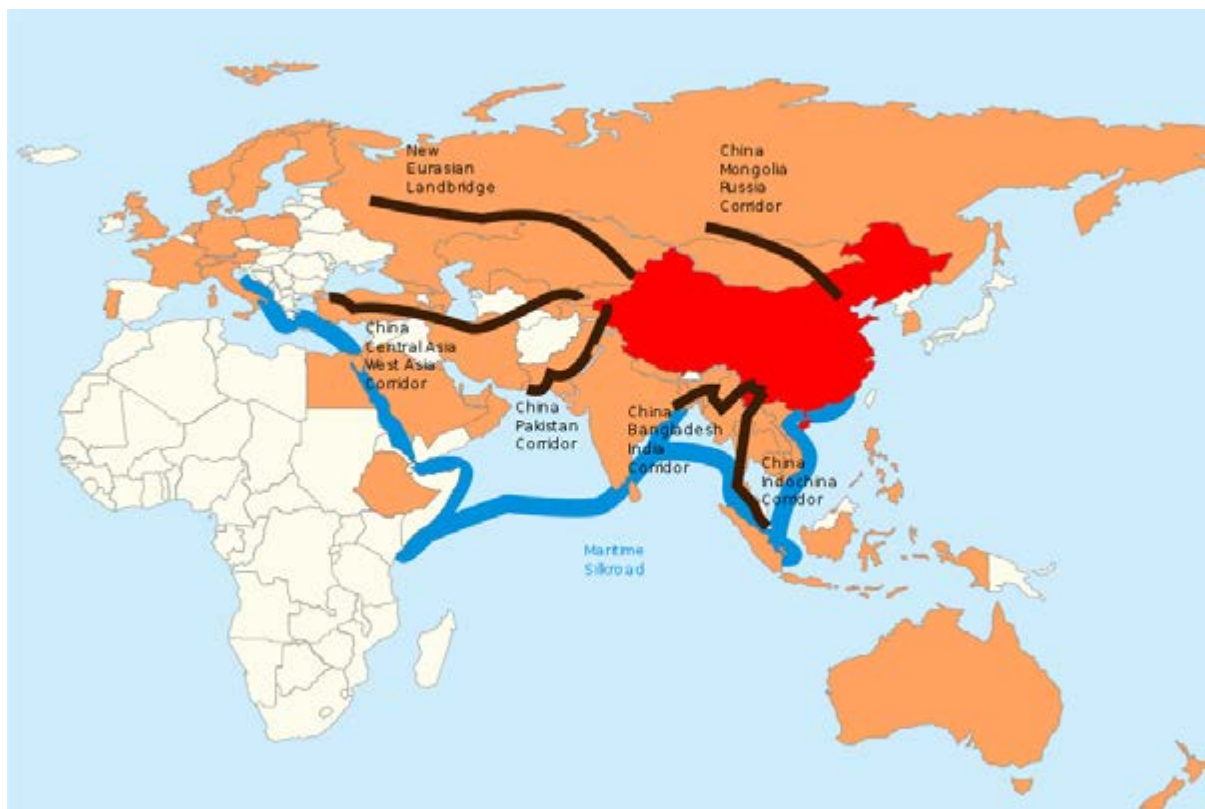 New
Eurasian
Landbridge
China
Mongolia
Russia
Corridor
China
Central Asia
West Asia
Corridor
China
Pakistan
Corridor
China
Bangladesh
India
Corridor
China
Indochina
Corridor
Maritime
Silkroad